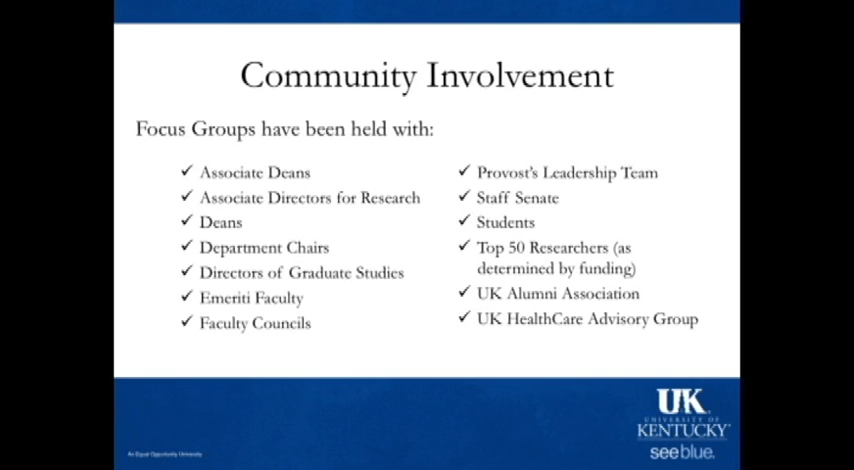 Community Involvement
Focus Groups have been held with:
✓ Associate Deans
✓ Associate Directors for Research
✓ Deans
✓ Department Chairs
✓ Directors of Graduate Studies
✓ Emeriti Faculty
✓ Faculty Councils
✓ Provost's Leadership Team
✓ Staff Senate
✓ Students
✓ Top 50 Researchers (as
determined by funding)
✓ UK Alumni Association
✓ UK HealthCare Advisory Group
An Equal Opportunity University
UK
UNIVERSITY OF
KENTUCKY
seeblue.